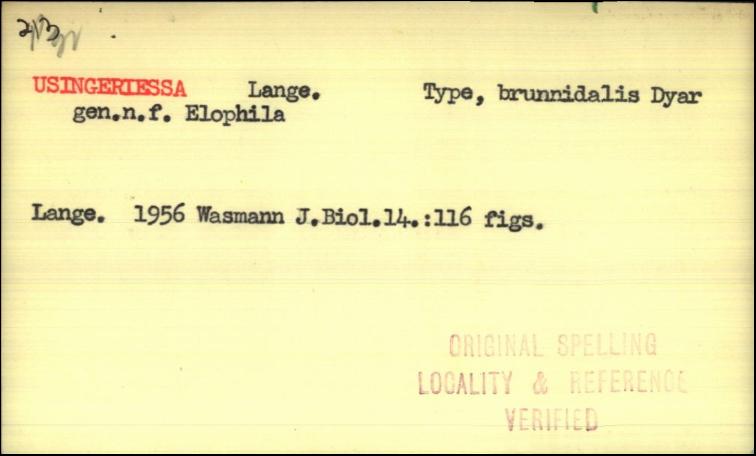 USINGERIESSA Lange. Type, brunnidalis Dyar
gen.n.f. Elophila
Lange. 1956 Wasmann J.Biol.14.:116 figs.
ORIGINAL SPELLING
LOCALITY & REFERENCE
VERIFIED